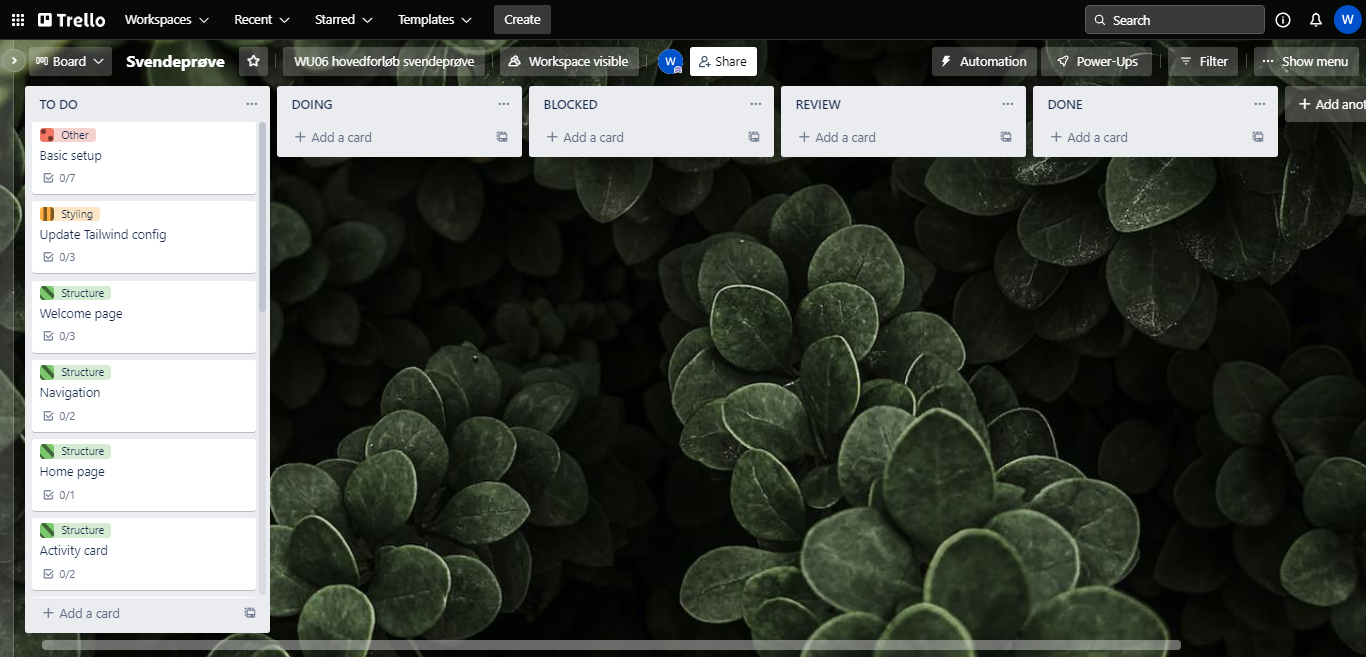 Trello Workspaces Recent Starred Templates Create Search W
Board Svendeprøve WU06 hovedforløb svendeprøve Workspace visible W Share Automation Power-Ups Filter Show menu
TO DO
Other
Basic setup
0/7
Styling
Update Tailwind config
0/3
Structure
Welcome page
0/3
Structure
Navigation
0/2
Structure
Home page
0/1
Structure
Activity card
0/2
Add a card
DOING
Add a card
BLOCKED
Add a card
REVIEW
Add a card
DONE
Add a card
Add anot